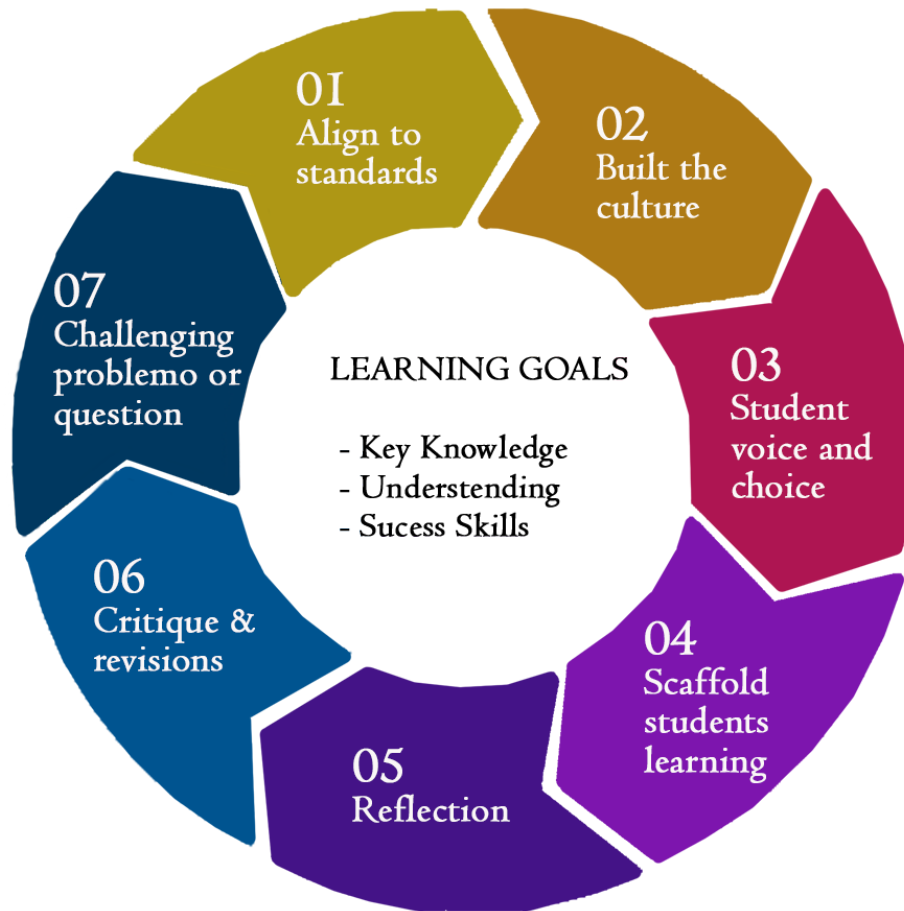 01
Align to
standards
02
Built the
culture
03
Student
voice and
choice
04
Scaffold
students
learning
05
Reflection
06
Critique &
revisions
07
Challenging
problemo or
question
LEARNING GOALS
- Key Knowledge
- Understending
- Sucess Skills